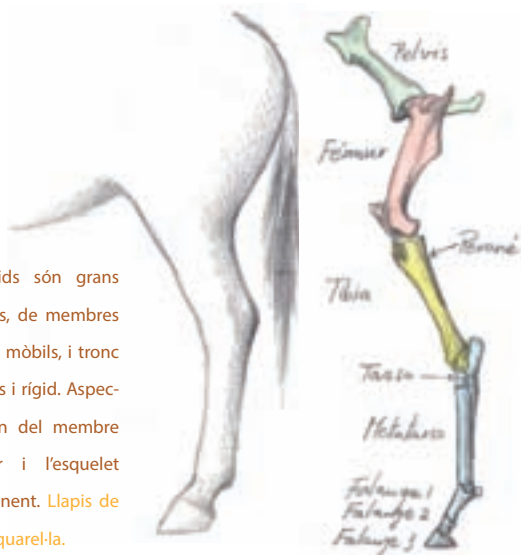 ids són grans
s, de membres
mòbils, i tronc
s i rígid. Aspec-
n del membre
r i l'esquelet
nent. Llapis de
quarel·la.
Pelvis
Fémur
Peroné
Tibia
Tarso
Metatarso
Falange 1
Falange 2
Falange 3